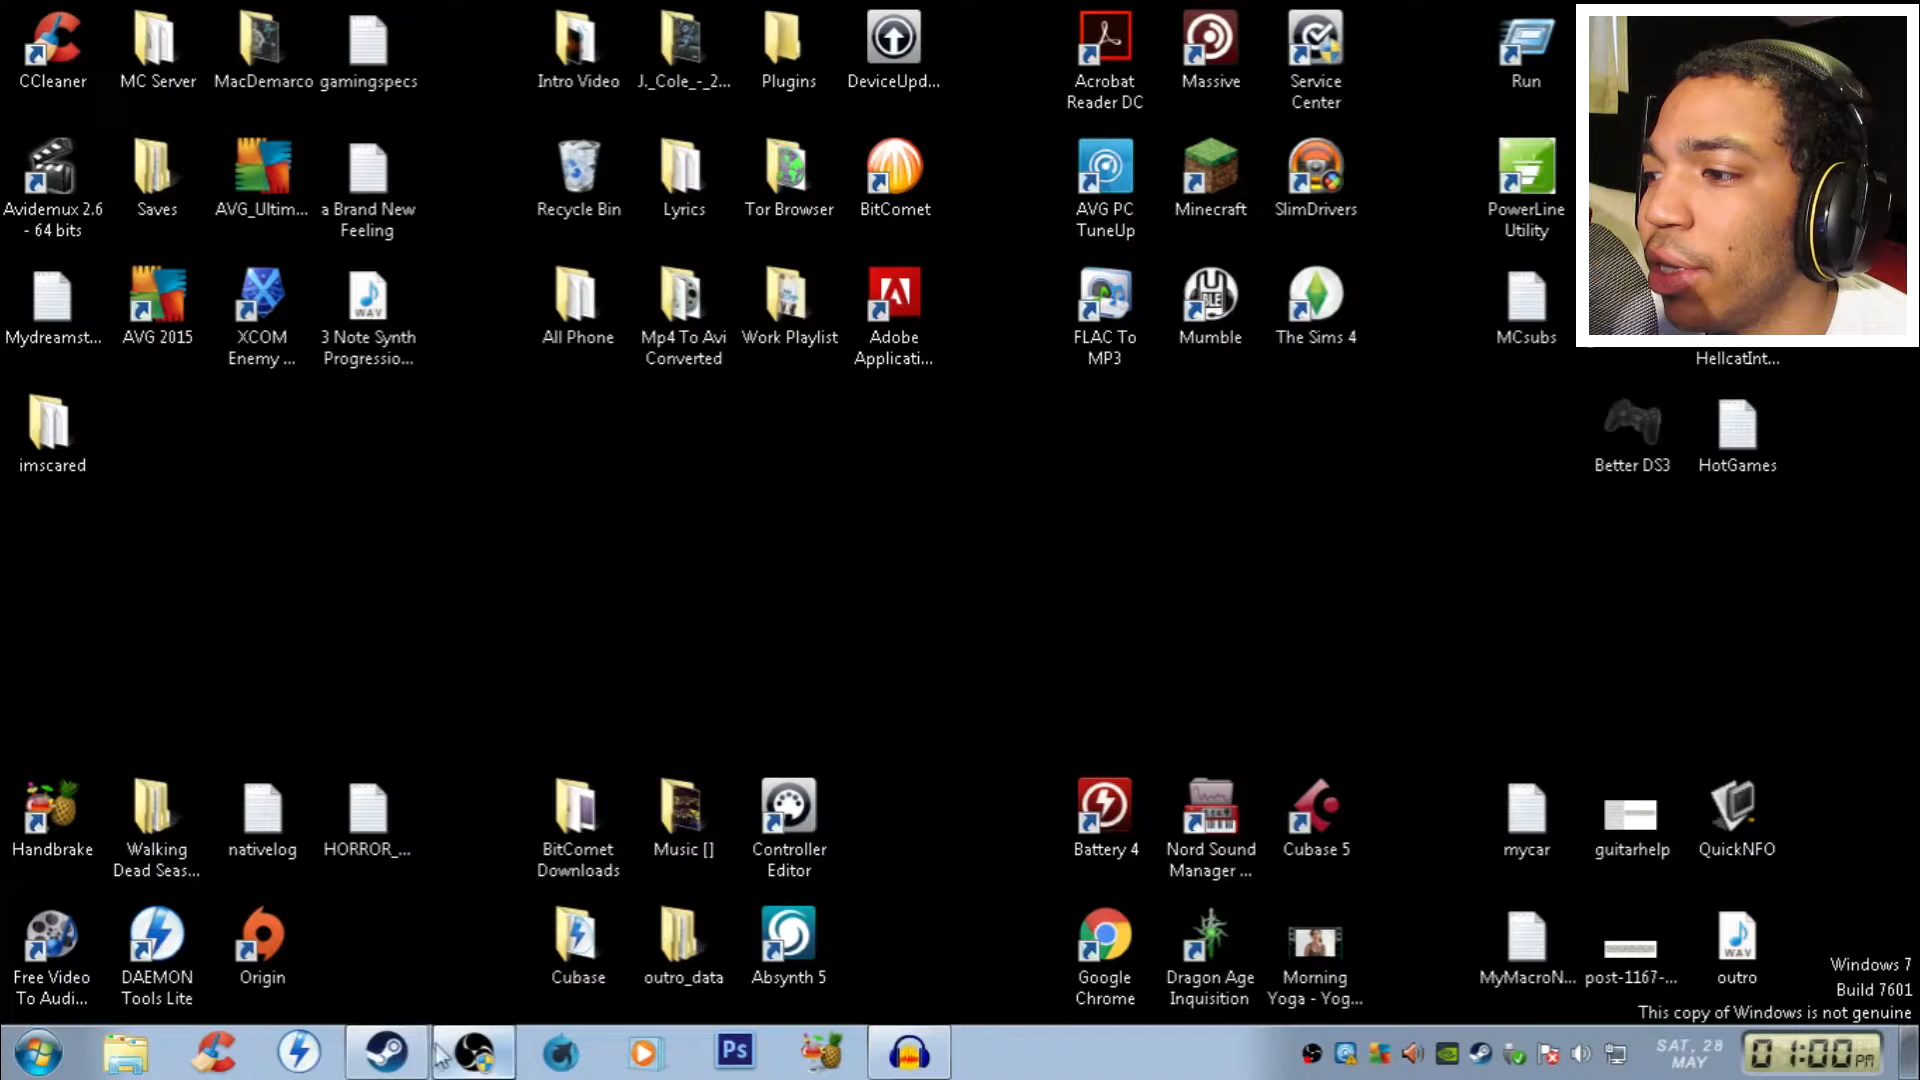 CCleaner
MC Server
MacDemarco
gamingspecs
Intro Video
J._Cole_-_2...
Plugins
DeviceUpd...
Acrobat
Reader DC
Massive
Service
Center
Run
Avidemux 2.6
- 64 bits
Saves
AVG_Ultim...
a Brand New
Feeling
Recycle Bin
Lyrics
Tor Browser
BitComet
AVG PC
TuneUp
Minecraft
SlimDrivers
PowerLine
Utility
Mydreamst...
AVG 2015
XCOM
Enemy ...
WAV
3 Note Synth
Progressio...
All Phone
Mp4 To Avi
Converted
Work Playlist
Adobe
Applicati...
FLAC To
MP3
Mumble
The Sims 4
MCsubs
HellcatInt...
imscared
Better DS3
HotGames
Handbrake
Walking
Dead Seas...
nativelog
HORROR_...
BitComet
Downloads
Music []
Controller
Editor
Battery 4
Nord Sound
Manager ...
Cubase 5
mycar
guitarhelp
QuickNFO
Free Video
To Audi...
DAEMON
Tools Lite
Origin
Cubase
outro_data
Absynth 5
Google
Chrome
Dragon Age
Inquisition
Morning
Yoga - Yog...
MyMacroN...
post-1167-...
WAV
outro
Windows 7
Build 7601
This copy of Windows is not genuine
Ps
SAT, 28
MAY
01:00 PM